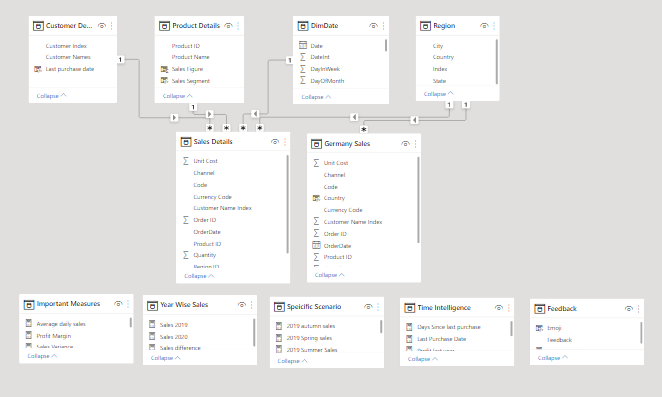 Customer De...
Customer Index
Customer Names
Last purchase date
Collapse
Product Details
Product ID
Product Name
Sales Figure
Sales Segment
Collapse
DimDate
Date
DateInt
DayInWeek
DayOfMonth
Collapse
Region
City
Country
Index
State
Collapse
1
1
1
1
1
*
*
*
*
*
Sales Details
Unit Cost
Channel
Code
Currency Code
Customer Name Index
Order ID
OrderDate
Product ID
Quantity
Region ID
Collapse
Germany Sales
Unit Cost
Channel
Code
Country
Currency Code
Customer Name Index
Order ID
OrderDate
Product ID
Collapse
Important Measures
Average daily sales
Profit Margin
Sales Variance
Collapse
Year Wise Sales
Sales 2019
Sales 2020
Sales difference
Collapse
Speicific Scenario
2019 autumn sales
2019 Spring sales
2019 Summer Sales
Collapse
Time Intelligence
Days Since last purchase
Last Purchase Date
Profit last year
Collapse
Feedback
Emoji
Feedback
Collapse